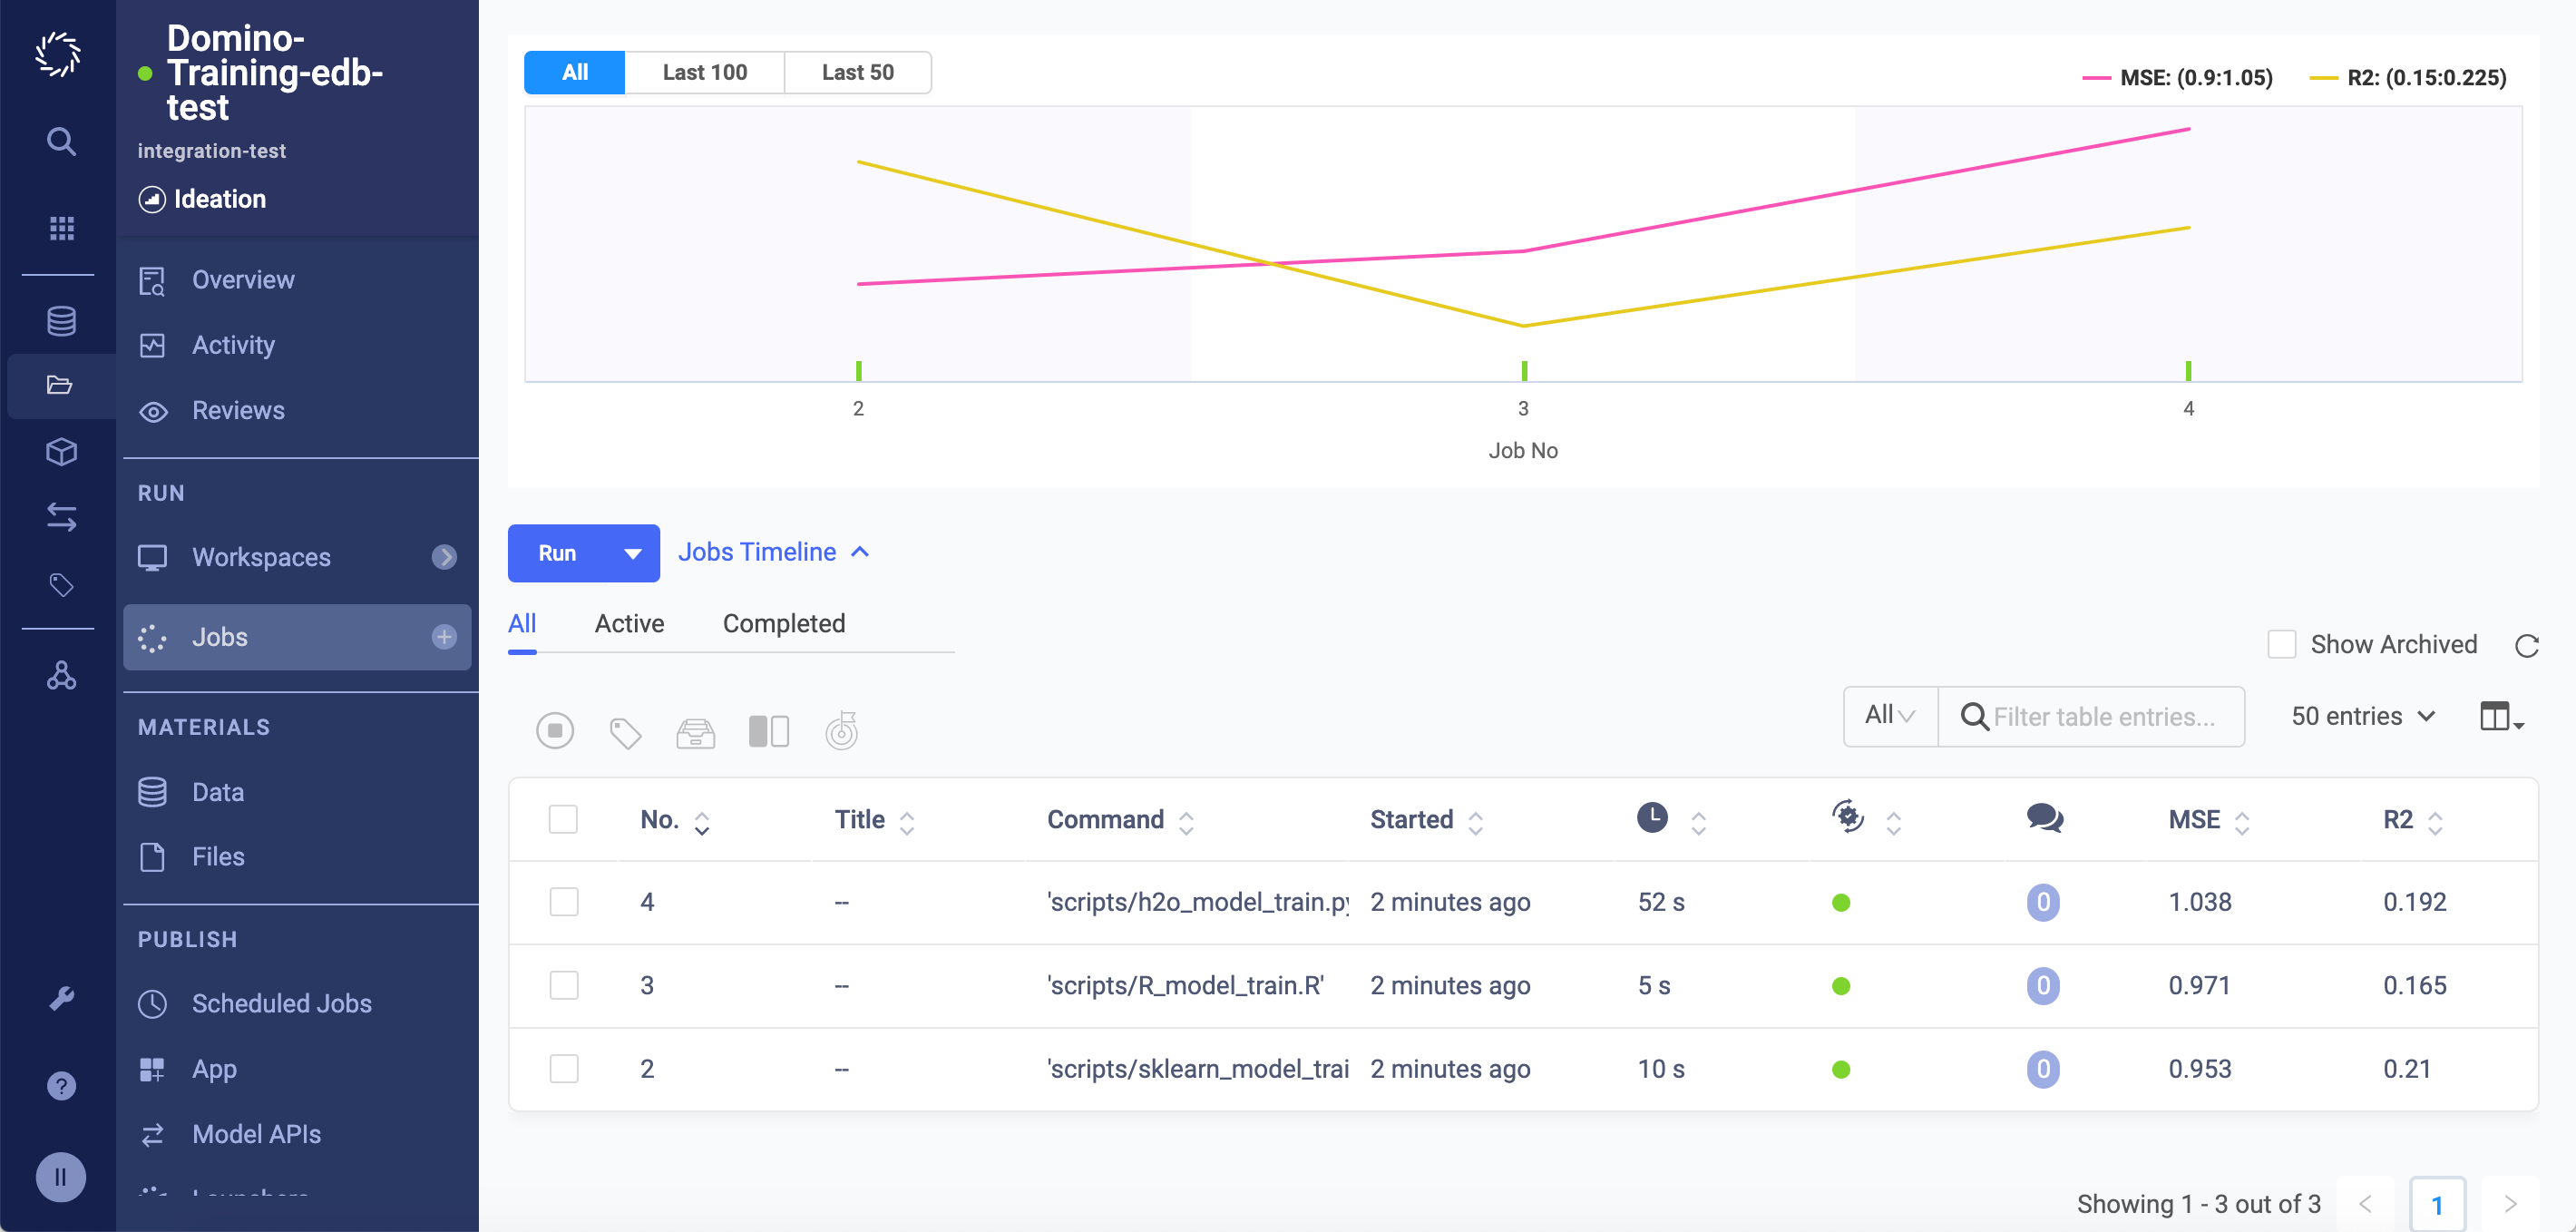 Domino-
Training-edb-
test
integration-test
Ideation
Overview
Activity
Reviews
RUN
Workspaces
Jobs
MATERIALS
Data
Files
PUBLISH
Scheduled Jobs
App
Model APIs
All Last 100 Last 50
MSE: (0.9:1.05) R2: (0.15:0.225)
2 3 4
Job No
Run Jobs Timeline
All Active Completed
Show Archived
All Filter table entries... 50 entries
No. Title Command Started MSE R2
4 -- 'scripts/h2o_model_train.py 2 minutes ago 52 s 0 1.038 0.192
3 -- 'scripts/R_model_train.R' 2 minutes ago 5 s 0 0.971 0.165
2 -- 'scripts/sklearn_model_trai 2 minutes ago 10 s 0 0.953 0.21
Showing 1 - 3 out of 3 < 1 >